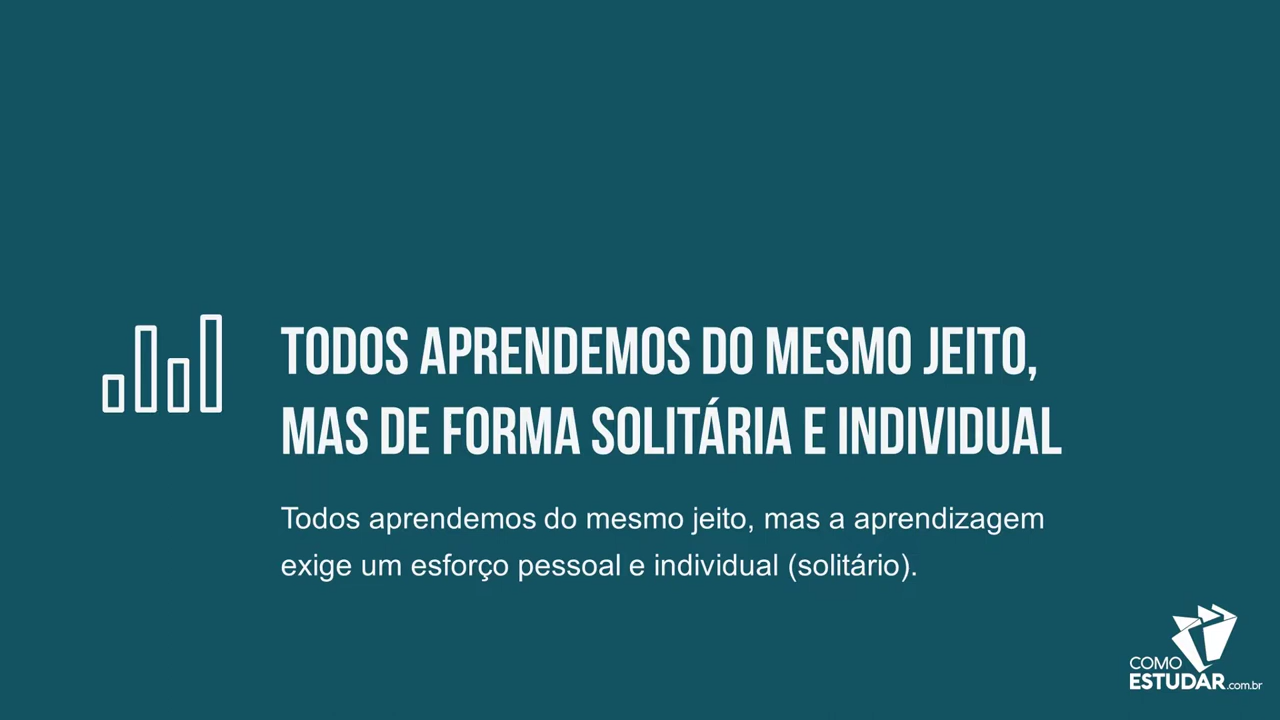 TODOS APRENDEMOS DO MESMO JEITO,
MAS DE FORMA SOLITÁRIA E INDIVIDUAL
Todos aprendemos do mesmo jeito, mas a aprendizagem
exige um esforço pessoal e individual (solitário).
COMO
ESTUDAR.com.br